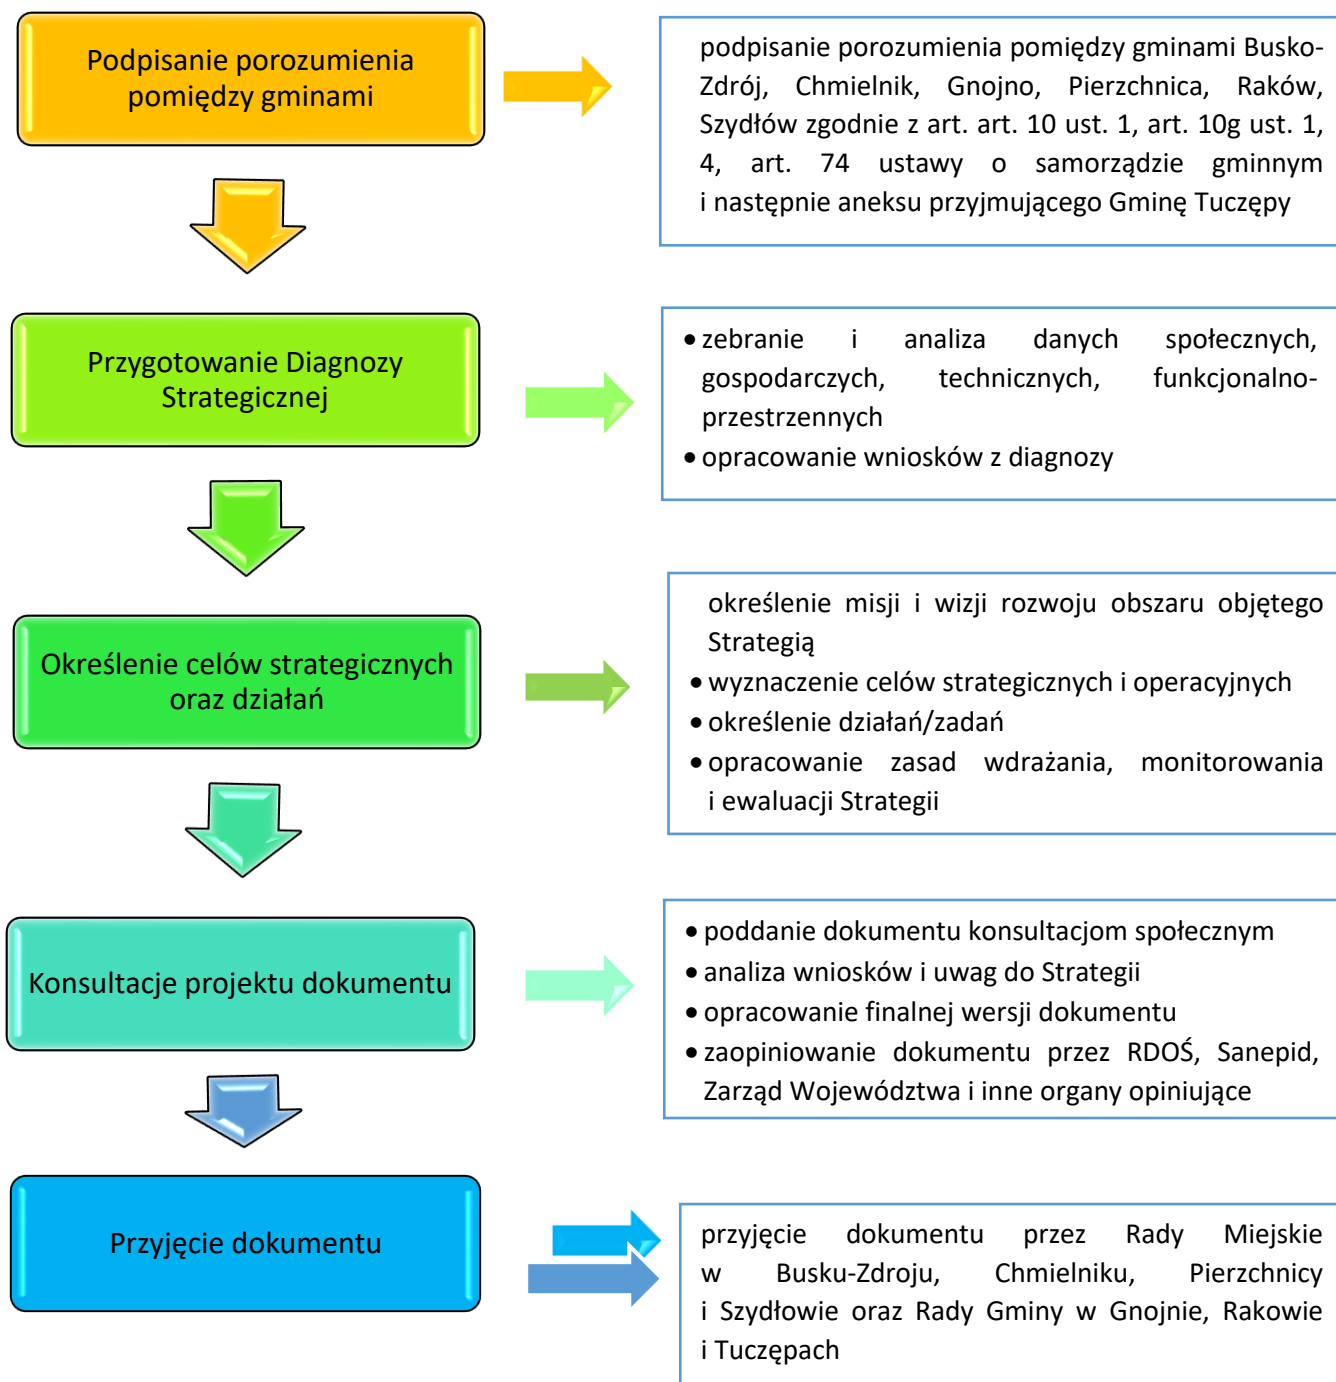 Podpisanie porozumienia
pomiędzy gminami
podpisanie porozumienia pomiędzy gminami Busko-
Zdrój, Chmielnik, Gnojno, Pierzchnica, Raków,
Szydłów zgodnie z art. art. 10 ust. 1, art. 10g ust. 1,
4, art. 74 ustawy o samorządzie gminnym
i następnie aneksu przyjmującego Gminę Tuczępy
Przygotowanie Diagnozy
Strategicznej
• zebranie i analiza danych społecznych,
gospodarczych, technicznych, funkcjonalno-
przestrzennych
• opracowanie wniosków z diagnozy
Określenie celów strategicznych
oraz działań
określenie misji i wizji rozwoju obszaru objętego
Strategią
• wyznaczenie celów strategicznych i operacyjnych
• określenie działań/zadań
• opracowanie zasad wdrażania, monitorowania
i ewaluacji Strategii
Konsultacje projektu dokumentu
• poddanie dokumentu konsultacjom społecznym
• analiza wniosków i uwag do Strategii
• opracowanie finalnej wersji dokumentu
• zaopiniowanie dokumentu przez RDOŚ, Sanepid,
Zarząd Województwa i inne organy opiniujące
Przyjęcie dokumentu
przyjęcie dokumentu przez Rady Miejskie
w Busku-Zdroju, Chmielniku, Pierzchnicy
i Szydłowie oraz Rady Gminy w Gnojnie, Rakowie
i Tuczępach